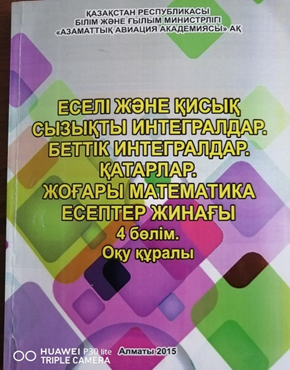 ҚАЗАҚСТАН РЕСПУБЛИКАСЫ
БІЛІМ ЖӘНЕ ҒЫЛЫМ МИНИСТРЛІГІ
«АЗАМАТТЫҚ АВИАЦИЯ АКАДЕМИЯСЫ» АҚ
ЕСЕЛІ ЖӘНЕ ҚИСЫҚ
СЫЗЫҚТЫ ИНТЕГРАЛДАР.
БЕТТІК ИНТЕГРАЛДАР.
ҚАТАРЛАР.
ЖОҒАРЫ МАТЕМАТИКА
ЕСЕПТЕР ЖИНАҒЫ
4 бөлім.
Оқу құралы
Алматы 2015
HUAWEI P30 lite
TRIPLE CAMERA